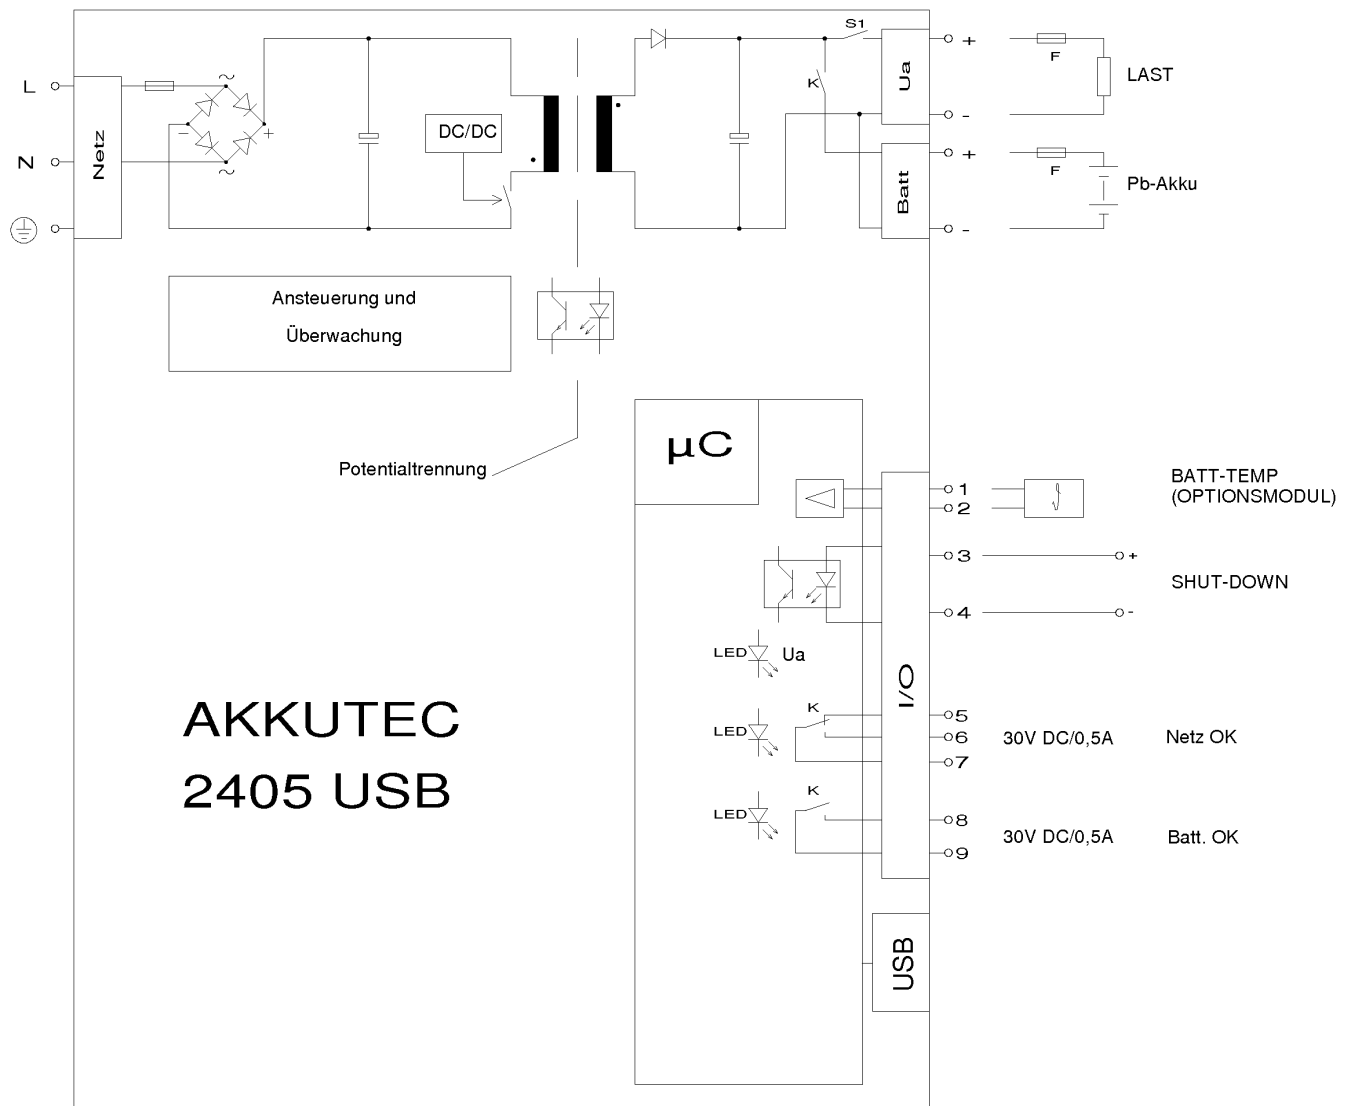 S1
L
N
Netz
~
~
-
+
DC/DC
K
Ua
+
-
F
LAST
Batt
+
-
F
Pb-Akku
Ansteuerung und
Überwachung
Potentialtrennung
µC
1
2
BATT-TEMP
(OPTIONSMODUL)
3
+
SHUT-DOWN
4
-
LED
Ua
I/O
AKKUTEC
2405 USB
K
LED
5
6
7
30V DC/0,5A
Netz OK
K
LED
8
9
30V DC/0,5A
Batt. OK
USB